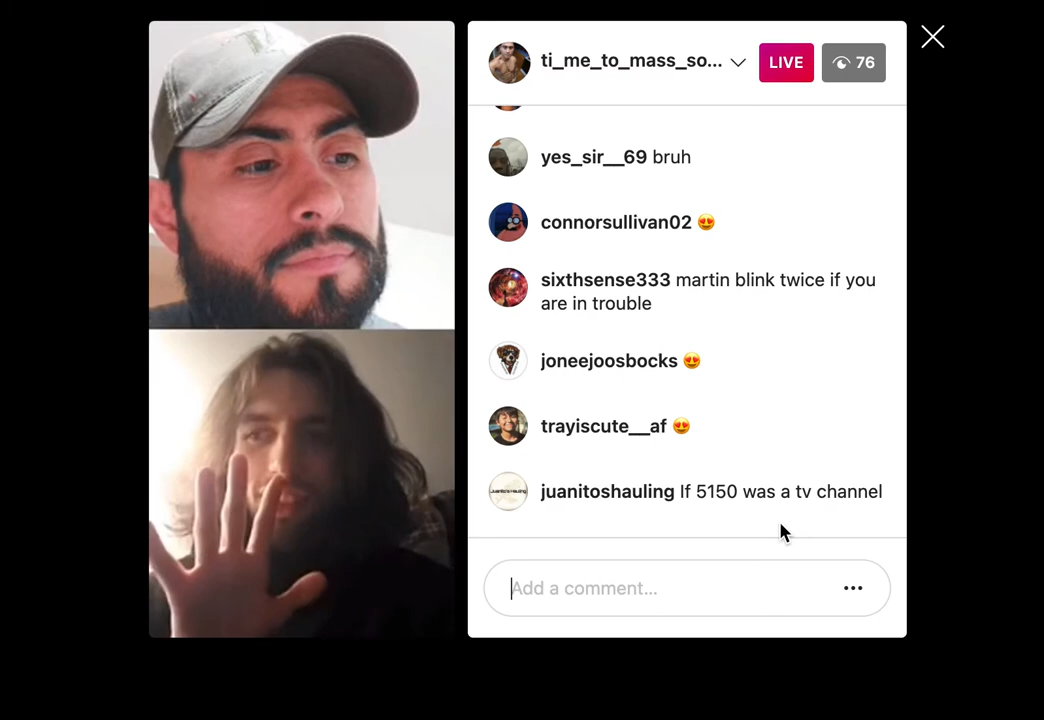 ti_me_to_mass_so...
LIVE
76
yes_sir__69 bruh
connorsullivan02 😍
sixthsense333 martin blink twice if you
are in trouble
joneejoosbocks 😍
trayiscute__af 😍
juanitoshauling If 5150 was a tv channel
Add a comment...